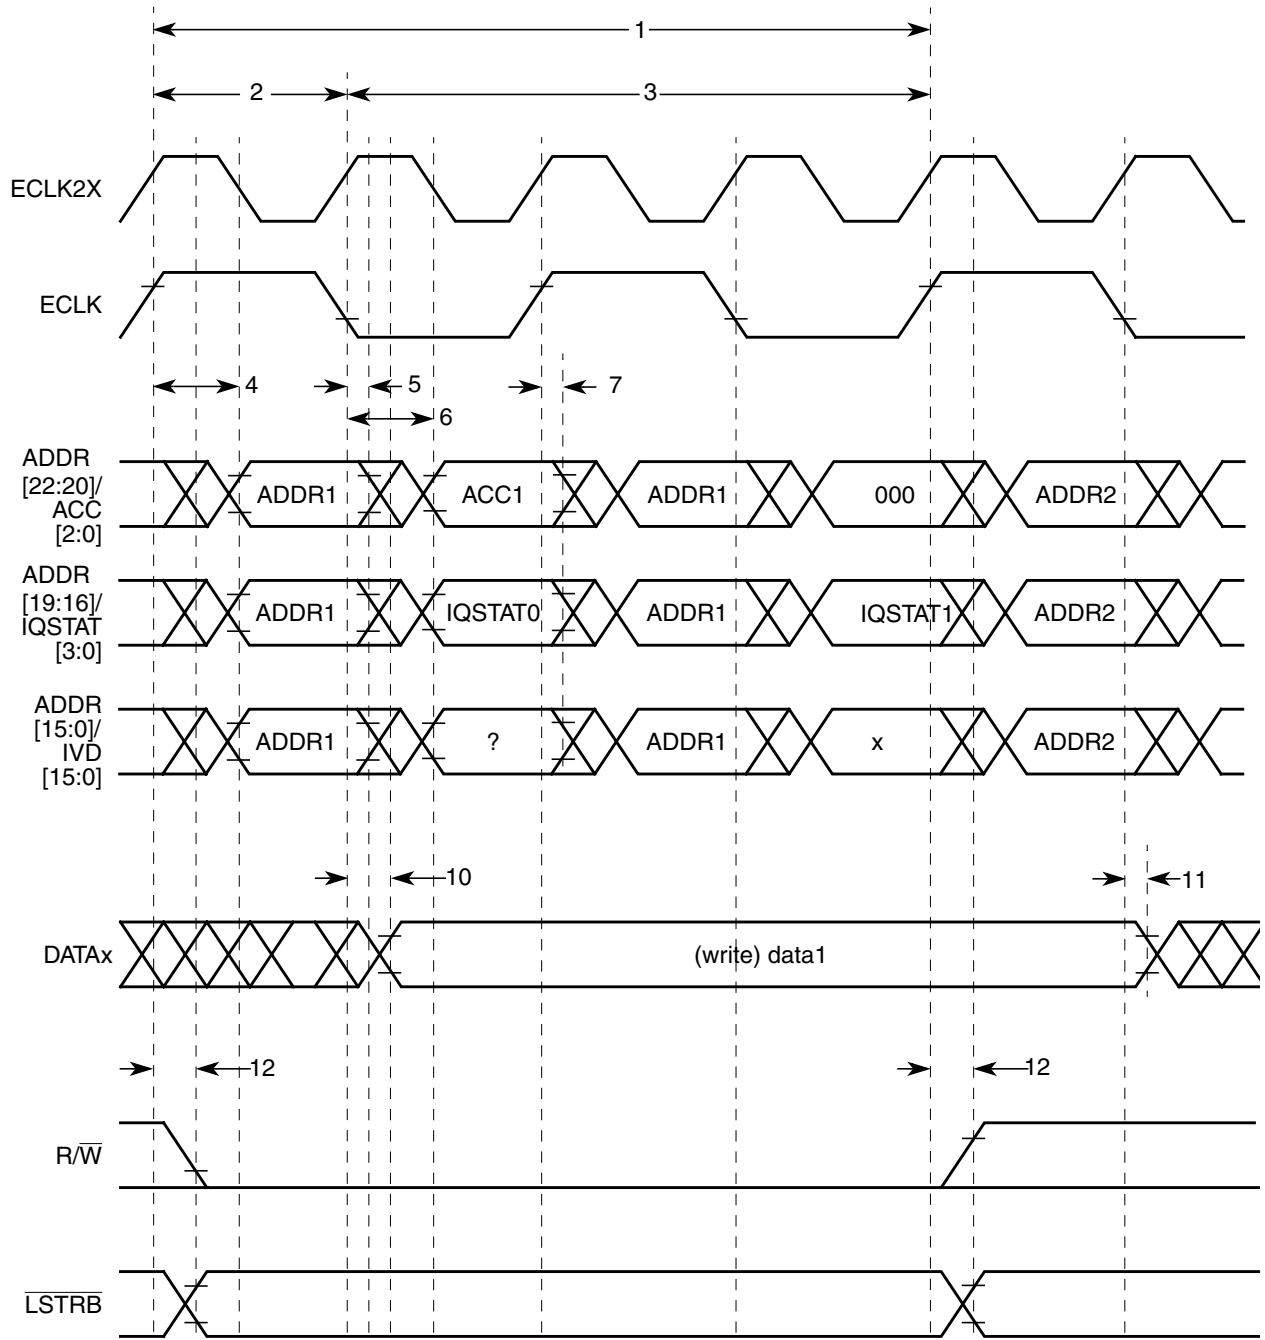 1
2
3
ECLK2X
ECLK
4
5
7
6
ADDR
[22:20]/
ACC
[2:0]
ADDR1
ACC1
ADDR1
000
ADDR2
ADDR
[19:16]/
IQSTAT
[3:0]
ADDR1
IQSTAT0
ADDR1
IQSTAT1
ADDR2
ADDR
[15:0]/
IVD
[15:0]
ADDR1
?
ADDR1
x
ADDR2
10
11
DATAx
(write) data1
12
12
R/W
LSTRB